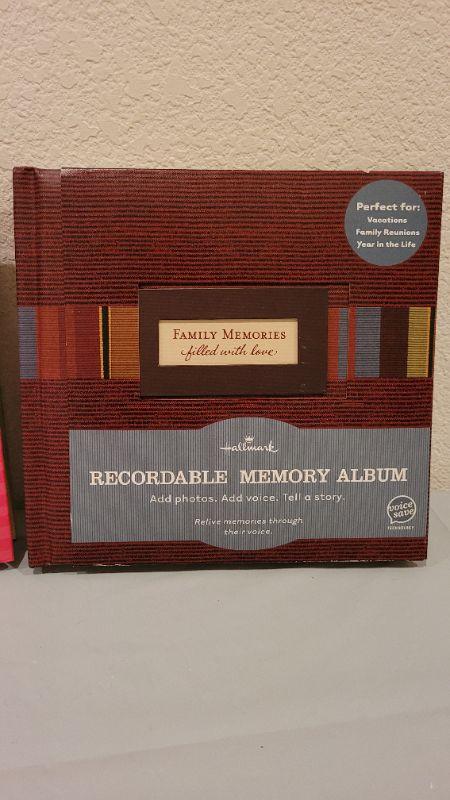 Perfect for:
Vacations
Family Reunions
Year in the Life
FAMILY MEMORIES
filled with love
Hallmark
RECORDABLE MEMORY ALBUM
Add photos. Add voice. Tell a story.
Relive memories through
their voice.
voice
save
TECHNOLOGY